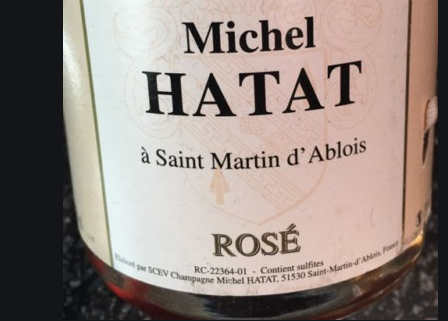 Michel
HATAT
à Saint Martin d'Ablois
ROSÉ
RC-22364-01 - Contient sulfites
Elaboré par SCEV Champagne Michel HATAT, 51530 Saint-Martin-d'Ablois, France